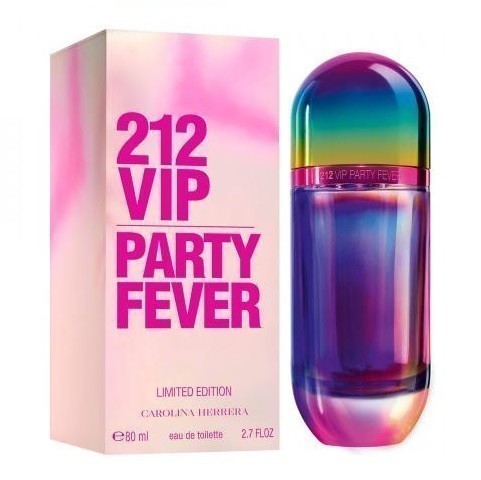 212
VIP
PARTY
FEVER
LIMITED EDITION
CAROLINA HERRERA
℮80 ml eau de toilette 2.7 FL.OZ
212 VIP PARTY FEVER